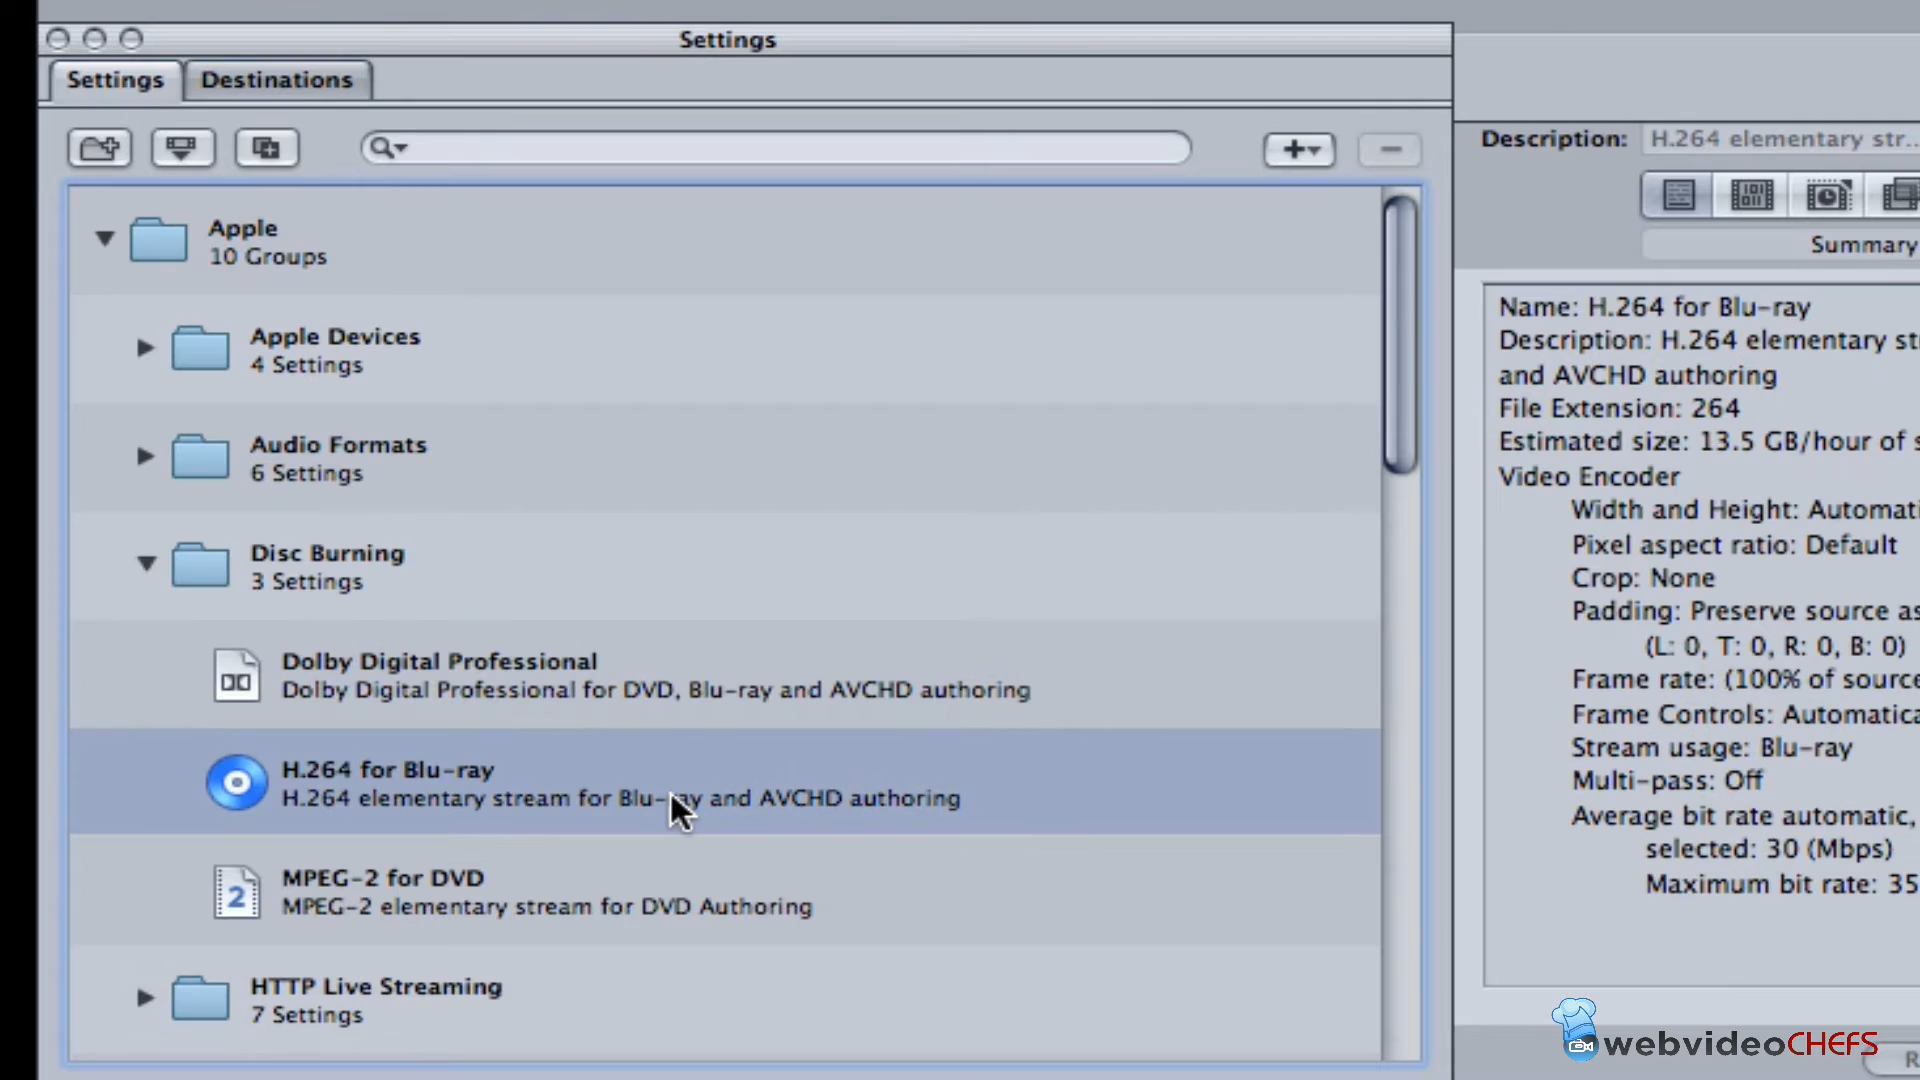 Settings
Settings
Destinations
Apple
10 Groups
Apple Devices
4 Settings
Audio Formats
6 Settings
Disc Burning
3 Settings
Dolby Digital Professional
Dolby Digital Professional for DVD, Blu-ray and AVCHD authoring
H.264 for Blu-ray
H.264 elementary stream for Blu-ray and AVCHD authoring
2
MPEG-2 for DVD
MPEG-2 elementary stream for DVD Authoring
HTTP Live Streaming
7 Settings
Description: H.264 elementary str...
Summary
Name: H.264 for Blu-ray
Description: H.264 elementary st
and AVCHD authoring
File Extension: 264
Estimated size: 13.5 GB/hour of s
Video Encoder
Width and Height: Automati
Pixel aspect ratio: Default
Crop: None
Padding: Preserve source as
(L: 0, T: 0, R: 0, B: 0)
Frame rate: (100% of source
Frame Controls: Automatica
Stream usage: Blu-ray
Multi-pass: Off
Average bit rate automatic,
selected: 30 (Mbps)
Maximum bit rate: 35
webvideoCHEFS